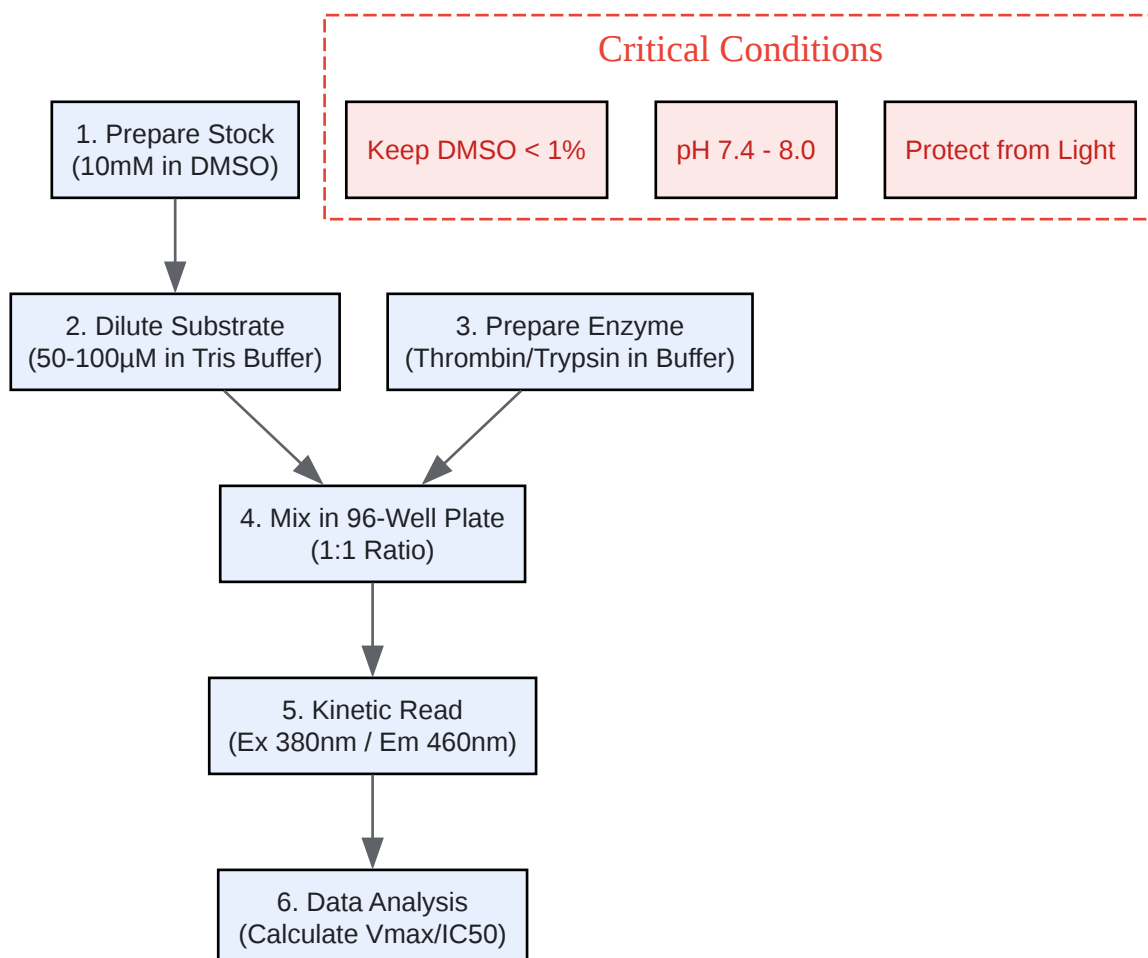 Critical Conditions
1. Prepare Stock
(10mM in DMSO)
Keep DMSO < 1%
pH 7.4 - 8.0
Protect from Light
2. Dilute Substrate
(50-100µM in Tris Buffer)
3. Prepare Enzyme
(Thrombin/Trypsin in Buffer)
4. Mix in 96-Well Plate
(1:1 Ratio)
5. Kinetic Read
(Ex 380nm / Em 460nm)
6. Data Analysis
(Calculate Vmax/IC50)